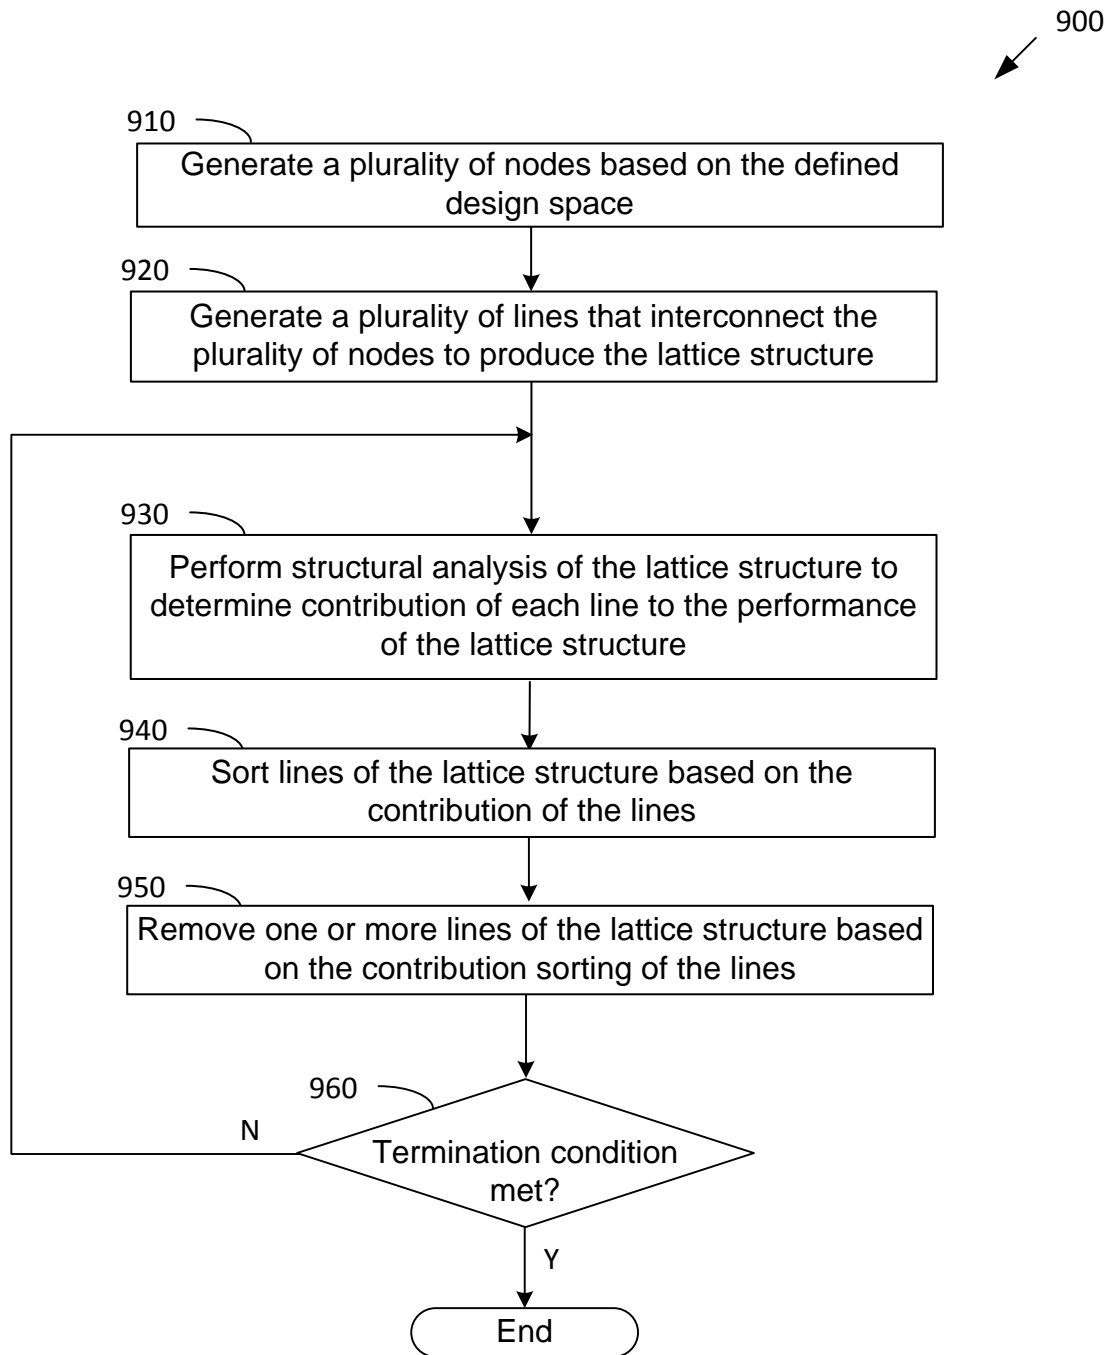 900
910
Generate a plurality of nodes based on the defined
design space
920
Generate a plurality of lines that interconnect the
plurality of nodes to produce the lattice structure
930
Perform structural analysis of the lattice structure to
determine contribution of each line to the performance
of the lattice structure
940
Sort lines of the lattice structure based on the
contribution of the lines
950
Remove one or more lines of the lattice structure based
on the contribution sorting of the lines
960
N
Termination condition
met?
Y
End